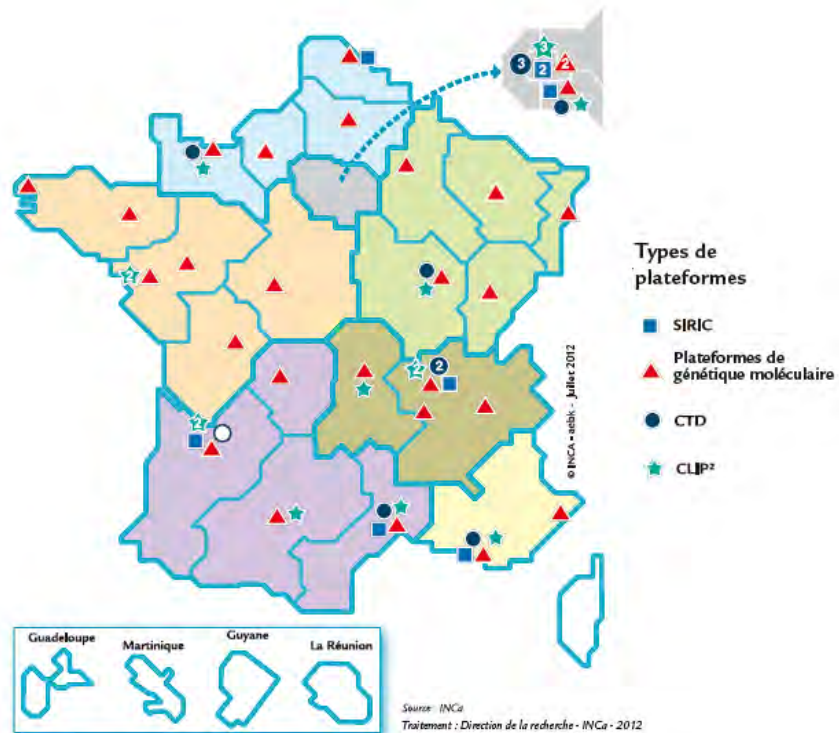 3
3
2
2
2
2
2
2
Types de
plateformes
SIRIC
Plateformes de
génétique moléculaire
CTD
CLIP²
© INCA - aebk - Juillet 2012
Guadeloupe
Martinique
Guyane
La Réunion
Source : INCa
Traitement : Direction de la recherche - INCa - 2012